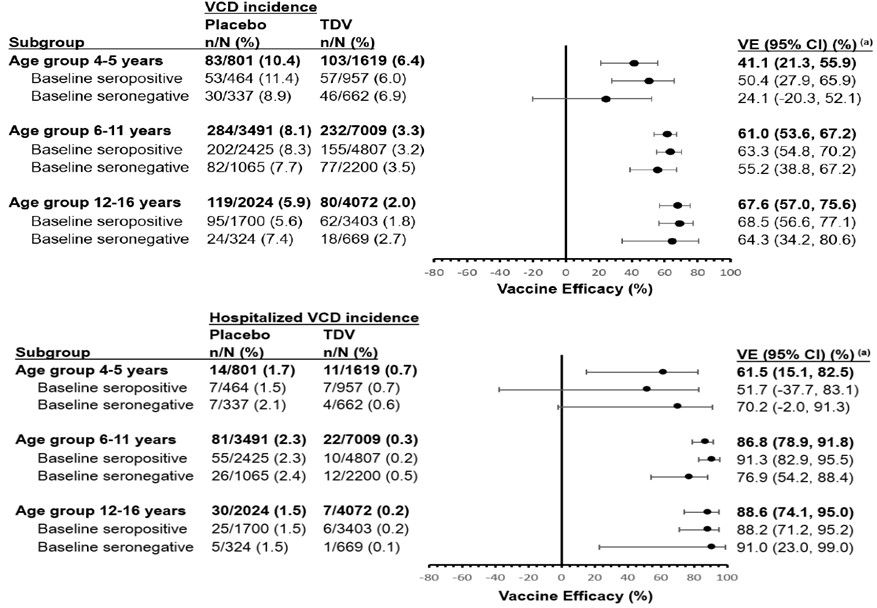 VCD incidence
Placebo TDV
Subgroup n/N (%) n/N (%) VE (95% CI) (%) (a)
Age group 4-5 years 83/801 (10.4) 103/1619 (6.4) 41.1 (21.3, 55.9)
Baseline seropositive 53/464 (11.4) 57/957 (6.0) 50.4 (27.9, 65.9)
Baseline seronegative 30/337 (8.9) 46/662 (6.9) 24.1 (-20.3, 52.1)
Age group 6-11 years 284/3491 (8.1) 232/7009 (3.3) 61.0 (53.6, 67.2)
Baseline seropositive 202/2425 (8.3) 155/4807 (3.2) 63.3 (54.8, 70.2)
Baseline seronegative 82/1065 (7.7) 77/2200 (3.5) 55.2 (38.8, 67.2)
Age group 12-16 years 119/2024 (5.9) 80/4072 (2.0) 67.6 (57.0, 75.6)
Baseline seropositive 95/1700 (5.6) 62/3403 (1.8) 68.5 (56.6, 77.1)
Baseline seronegative 24/324 (7.4) 18/669 (2.7) 64.3 (34.2, 80.6)
-80 -60 -40 -20 0 20 40 60 80 100
Vaccine Efficacy (%)
Hospitalized VCD incidence
Placebo TDV
Subgroup n/N (%) n/N (%) VE (95% CI) (%) (a)
Age group 4-5 years 14/801 (1.7) 11/1619 (0.7) 61.5 (15.1, 82.5)
Baseline seropositive 7/464 (1.5) 7/957 (0.7) 51.7 (-37.7, 83.1)
Baseline seronegative 7/337 (2.1) 4/662 (0.6) 70.2 (-2.0, 91.3)
Age group 6-11 years 81/3491 (2.3) 22/7009 (0.3) 86.8 (78.9, 91.8)
Baseline seropositive 55/2425 (2.3) 10/4807 (0.2) 91.3 (82.9, 95.5)
Baseline seronegative 26/1065 (2.4) 12/2200 (0.5) 76.9 (54.2, 88.4)
Age group 12-16 years 30/2024 (1.5) 7/4072 (0.2) 88.6 (74.1, 95.0)
Baseline seropositive 25/1700 (1.5) 6/3403 (0.2) 88.2 (71.2, 95.2)
Baseline seronegative 5/324 (1.5) 1/669 (0.1) 91.0 (23.0, 99.0)
-80 -60 -40 -20 0 20 40 60 80 100
Vaccine Efficacy (%)